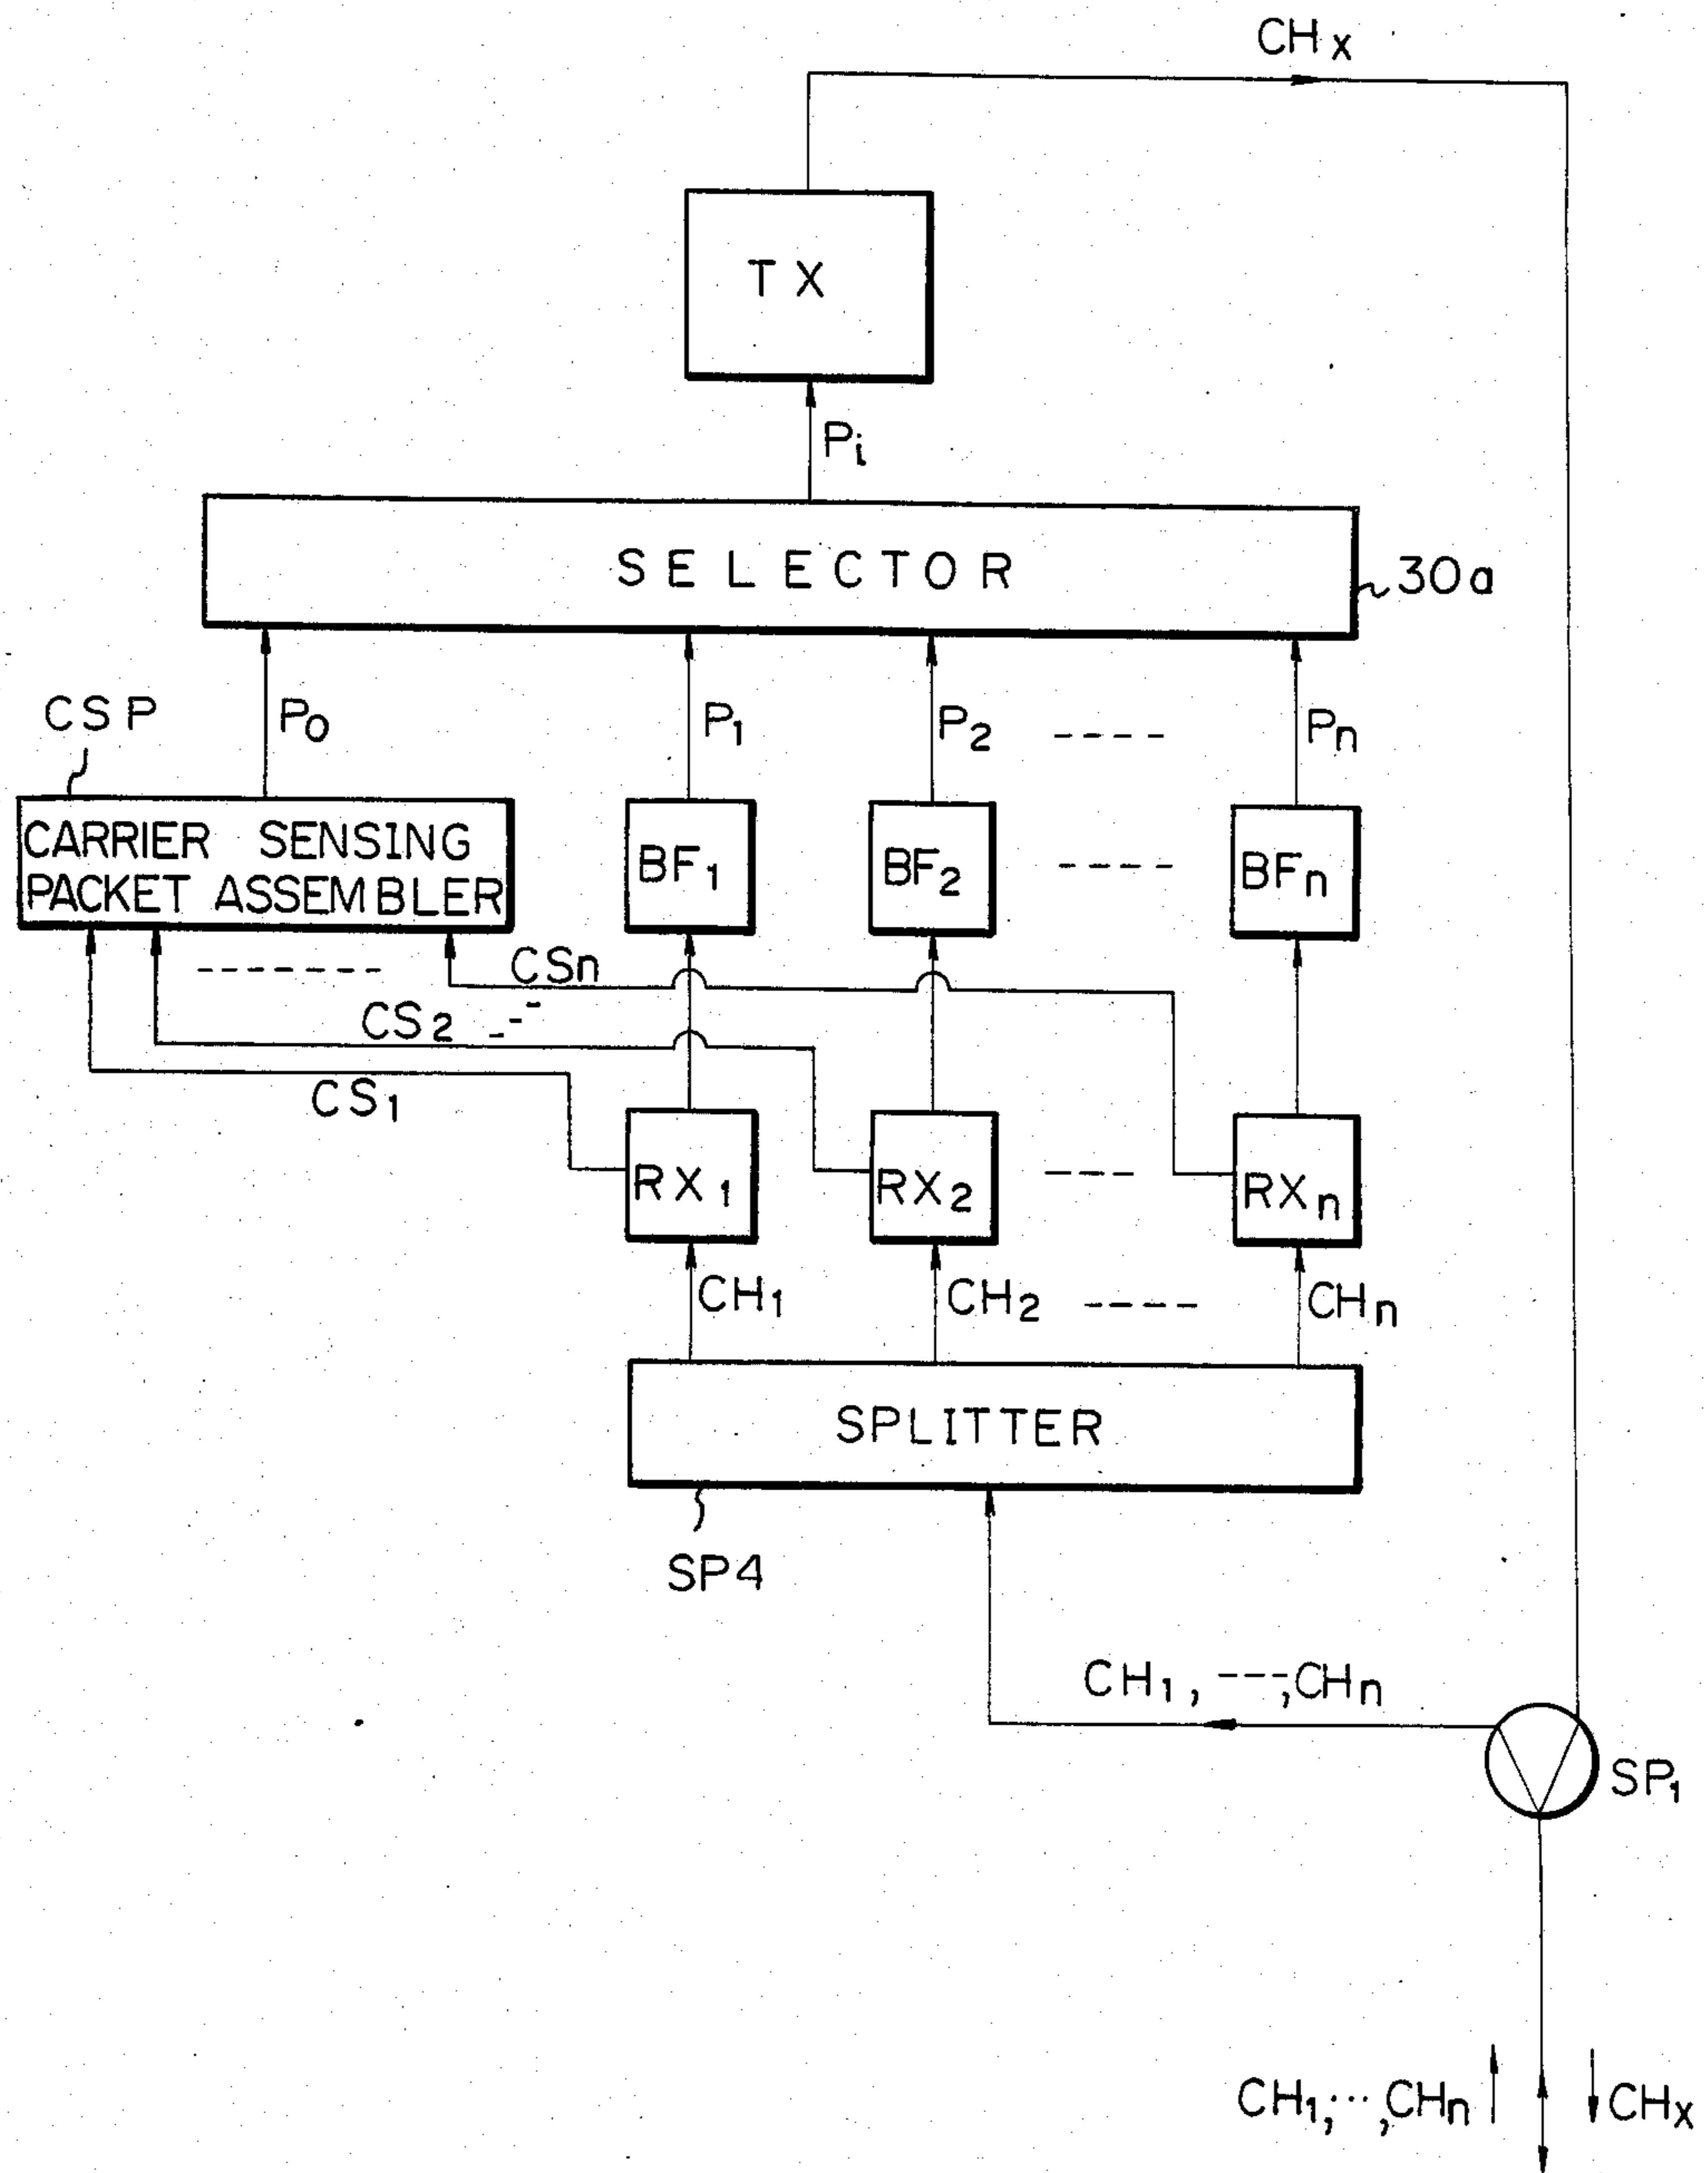 CHx
TX
Pi
SELECTOR
30a
CSP
P0
P1
P2
----
Pn
CARRIER SENSING
PACKET ASSEMBLER
BF1
BF2
----
BFn
--------
CSn
CS2
---
CS1
RX1
RX2
---
RXn
CH1
CH2
----
CHn
SPLITTER
SP4
CH1, ---,CHn
SP1
CH1,...,CHn
CHx